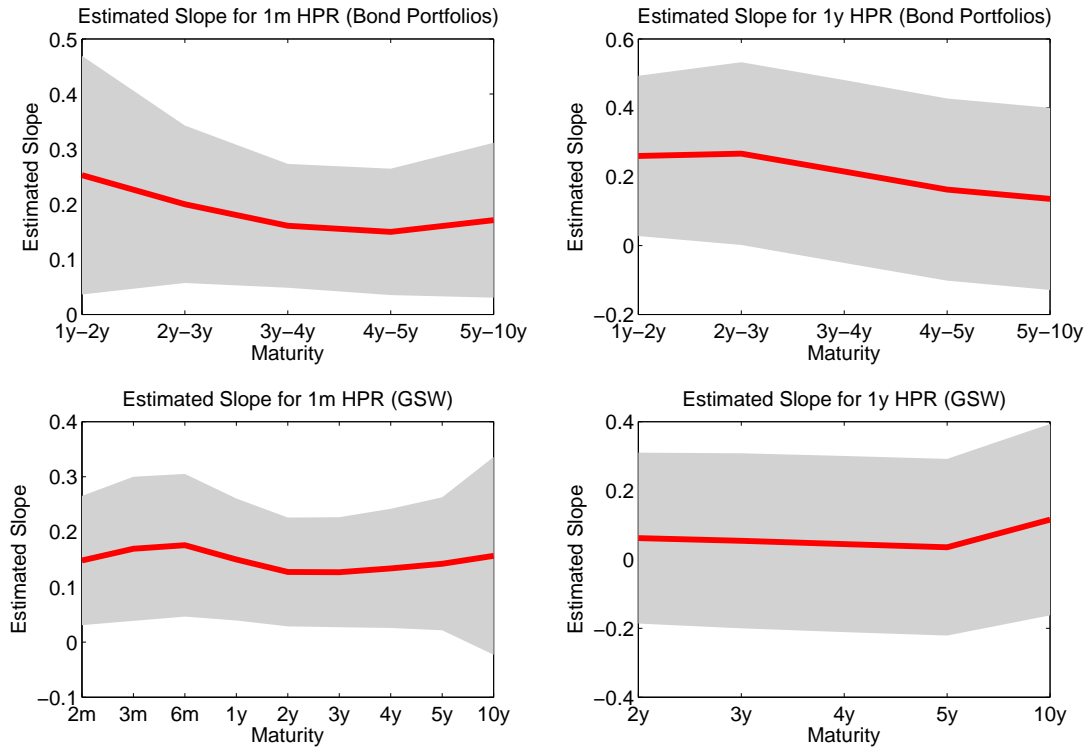 Estimated Slope for 1m HPR (Bond Portfolios)
0.5
0.4
0.3
0.2
0.1
0
Estimated Slope
1y−2y 2y−3y 3y−4y 4y−5y 5y−10y
Maturity
Estimated Slope for 1y HPR (Bond Portfolios)
0.6
0.4
0.2
0
−0.2
Estimated Slope
1y−2y 2y−3y 3y−4y 4y−5y 5y−10y
Maturity
Estimated Slope for 1m HPR (GSW)
0.4
0.3
0.2
0.1
0
−0.1
Estimated Slope
2m 3m 6m 1y 2y 3y 4y 5y 10y
Maturity
Estimated Slope for 1y HPR (GSW)
0.4
0.2
0
−0.2
−0.4
Estimated Slope
2y 3y 4y 5y 10y
Maturity